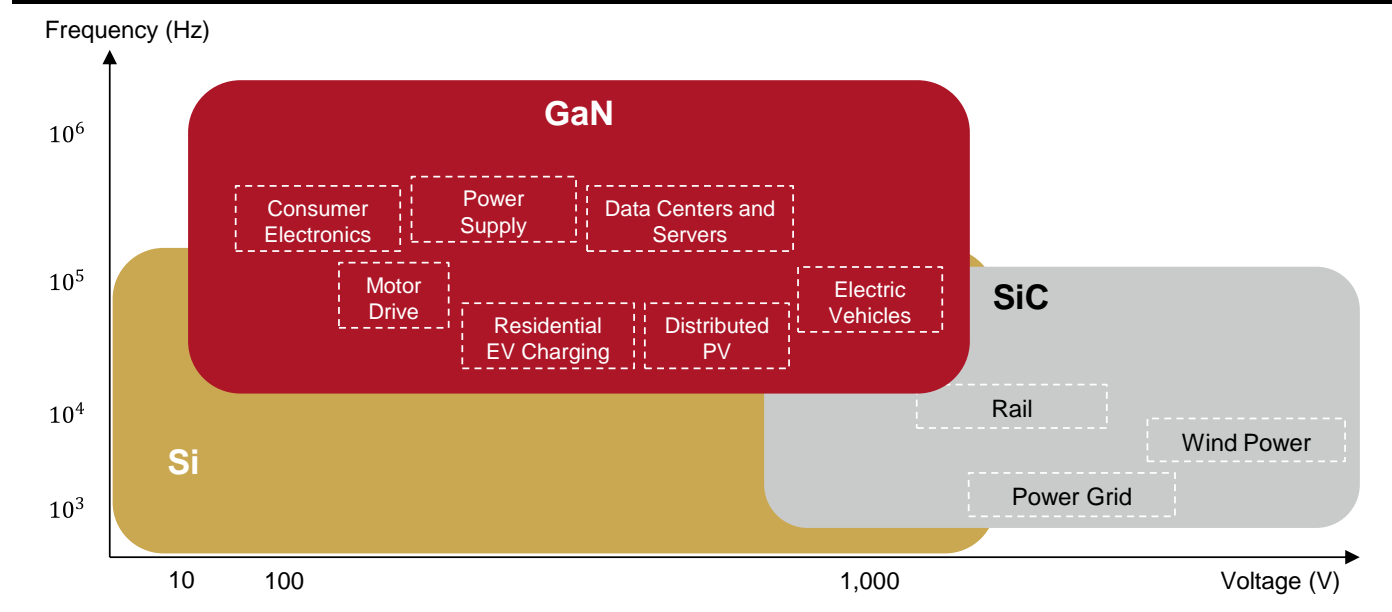 Frequency (Hz)
GaN
10⁶
Consumer
Electronics
Power
Supply
Data Centers and
Servers
10⁵
Motor
Drive
Residential
EV Charging
Distributed
PV
Electric
Vehicles
SiC
10⁴
Rail
Wind Power
Si
Power Grid
10³
10
100
1,000
Voltage (V)